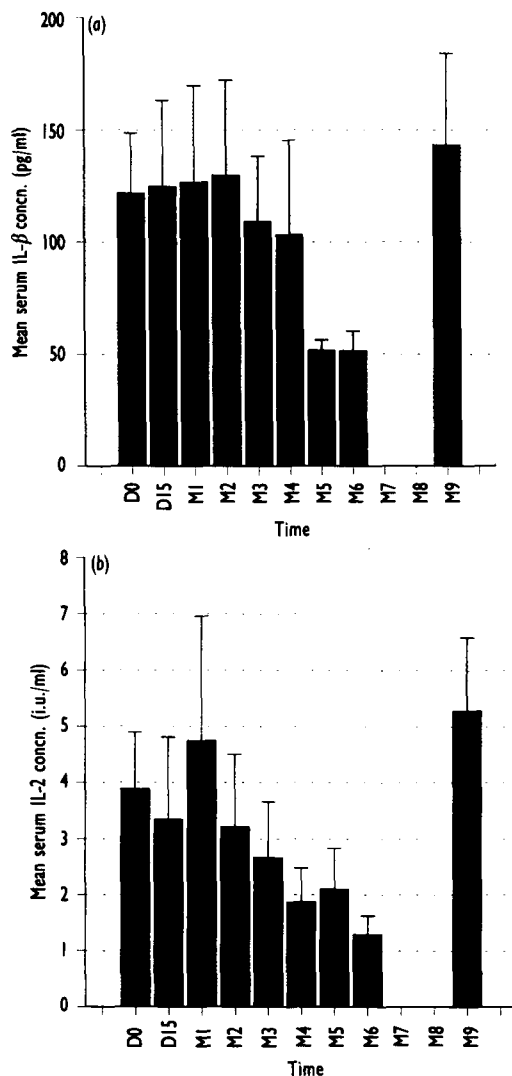 (a)
200
150
100
50
0
Mean serum IL-β concn. (pg/ml)
D0 D15 M1 M2 M3 M4 M5 M6 M7 M8 M9
Time
(b)
8
7
6
5
4
3
2
1
0
Mean serum IL-2 concn. (i.u./ml)
D0 D15 M1 M2 M3 M4 M5 M6 M7 M8 M9
Time